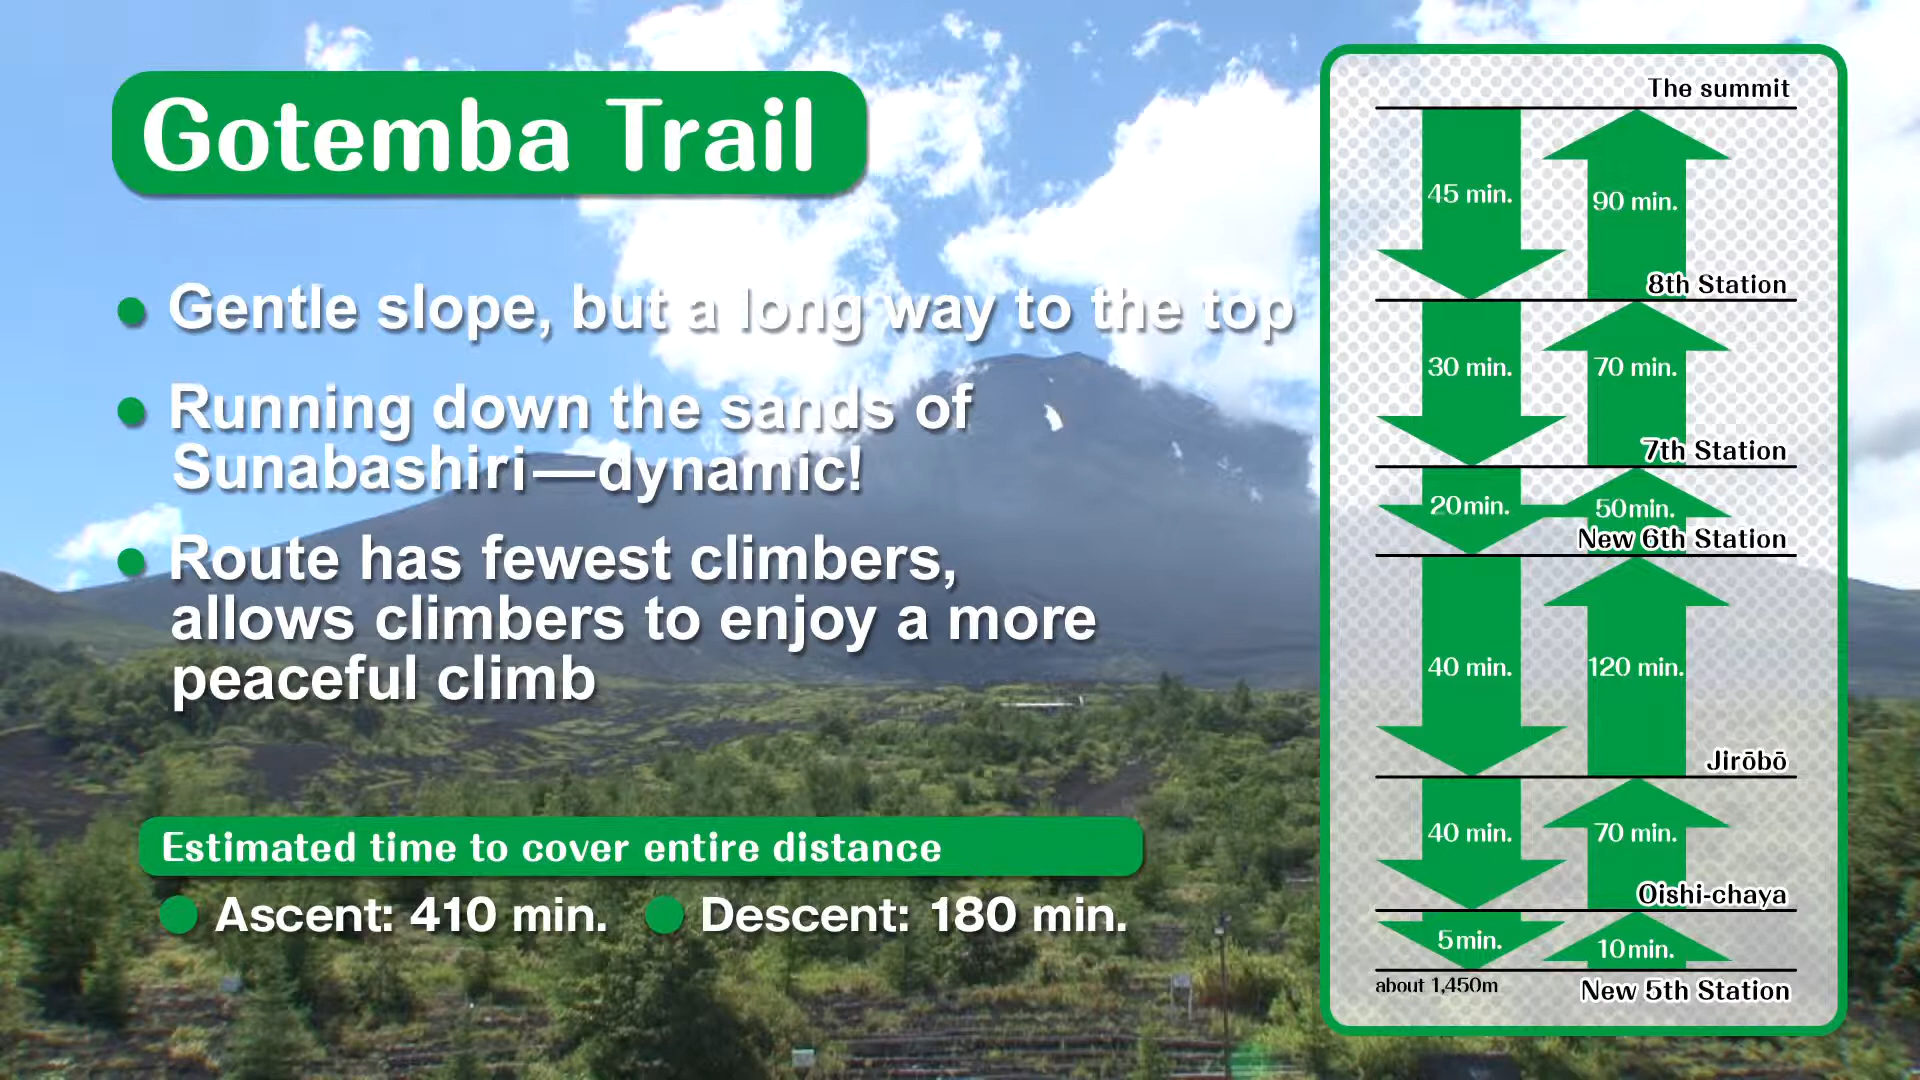 Gotemba Trail
● Gentle slope, but a long way to the top
● Running down the sands of
Sunabashiri—dynamic!
● Route has fewest climbers,
allows climbers to enjoy a more
peaceful climb
Estimated time to cover entire distance
● Ascent: 410 min. ● Descent: 180 min.
The summit
45 min. 90 min.
8th Station
30 min. 70 min.
7th Station
20min. 50min.
New 6th Station
40 min. 120 min.
Jirōbō
40 min. 70 min.
Oishi-chaya
5min. 10min.
about 1,450m New 5th Station